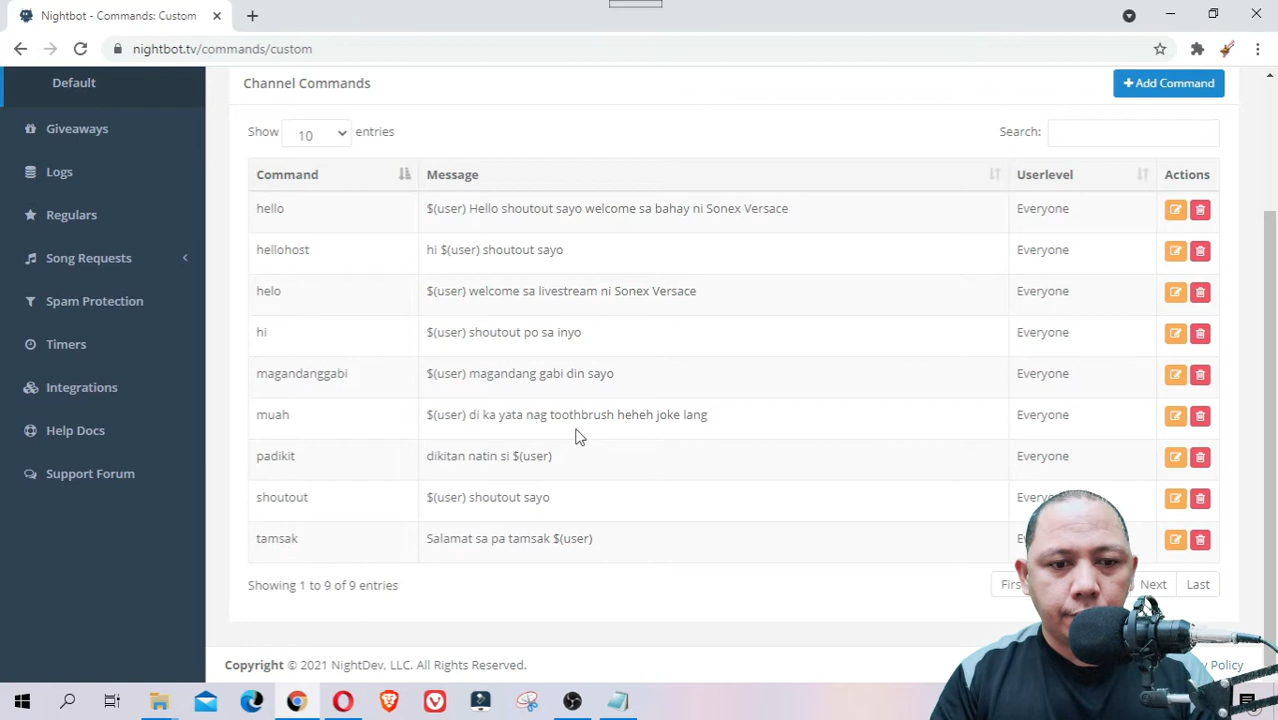 Nightbot - Commands: Custom
nightbot.tv/commands/custom
Default
Giveaways
Logs
Regulars
Song Requests
Spam Protection
Timers
Integrations
Help Docs
Support Forum
Channel Commands
Add Command
Show 10 entries
Search:
Command Message Userlevel Actions
hello $(user) Hello shoutout sayo welcome sa bahay ni Sonex Versace Everyone
hellohost hi $(user) shoutout sayo Everyone
helo $(user) welcome sa livestream ni Sonex Versace Everyone
hi $(user) shoutout po sa inyo Everyone
magandanggabi $(user) magandang gabi din sayo Everyone
muah $(user) di ka yata nag toothbrush heheh joke lang Everyone
padikit dikitan natin si $(user) Everyone
shoutout $(user) shoutout sayo
tamsak Salamat sa pa tamsak $(user)
Showing 1 to 9 of 9 entries
Next Last
Copyright © 2021 NightDev, LLC. All Rights Reserved.
Policy